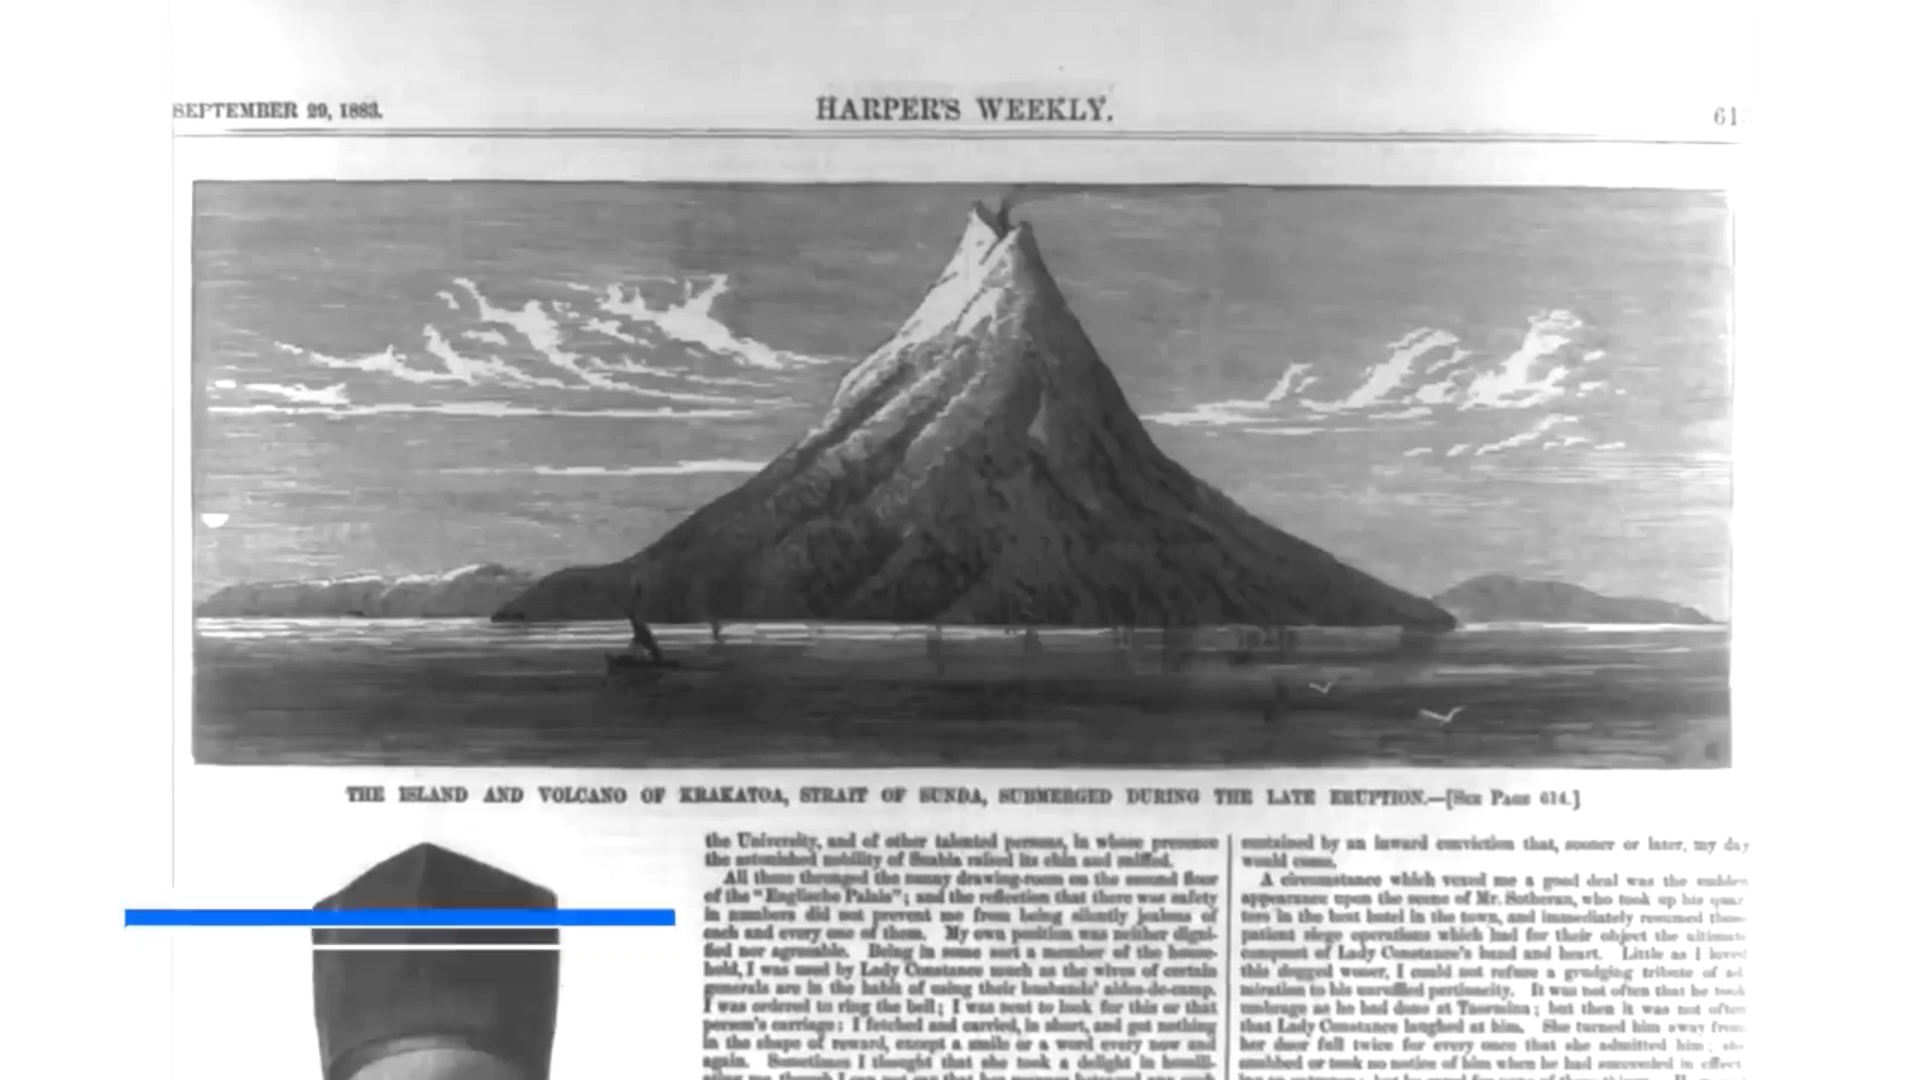 SEPTEMBER 29, 1883.
HARPER'S WEEKLY.
613
THE ISLAND AND VOLCANO OF KRAKATOA, STRAIT OF SUNDA, SUBMERGED DURING THE LATE ERUPTION.—[SEE PAGE 614.]
the University, and of other talented persons, in whose presence
the astonished nobility of Suabia raised its chin and sniffed.
All these thronged the sunny drawing-room on the second floor
of the "Englische Palais"; and the reflection that there was safety
in numbers did not prevent me from being silently jealous of
each and every one of them. My own position was neither digni-
fied nor agreeable. Being in some sort a member of the house-
hold, I was used by Lady Constance much as the wives of certain
generals are in the habit of using their husbands' aides-de-camp.
I was ordered to ring the bell; I was sent to look for this or that
person's carriage; I fetched and carried, in short, and got nothing
in the shape of reward, except a smile or a word every now and
again. Sometimes I thought that she took a delight in humili-
sustained by an inward conviction that, sooner or later, my day
would come.
A circumstance which vexed me a good deal was the sudden
appearance upon the scene of Mr. Sotheran, who took up his quar-
ters in the best hotel in the town, and immediately resumed those
patient siege operations which had for their object the ultimate
conquest of Lady Constance's hand and heart. Little as I loved
this dogged wooer, I could not refuse a grudging tribute of ad-
miration to his unruffled pertinacity. It was not often that he took
umbrage as he had done at Taormina; but then it was not often
that Lady Constance laughed at him. She turned him away from
her door full twice for every once that she admitted him; she
snubbed or took no notice of him when he had succeeded in effect-